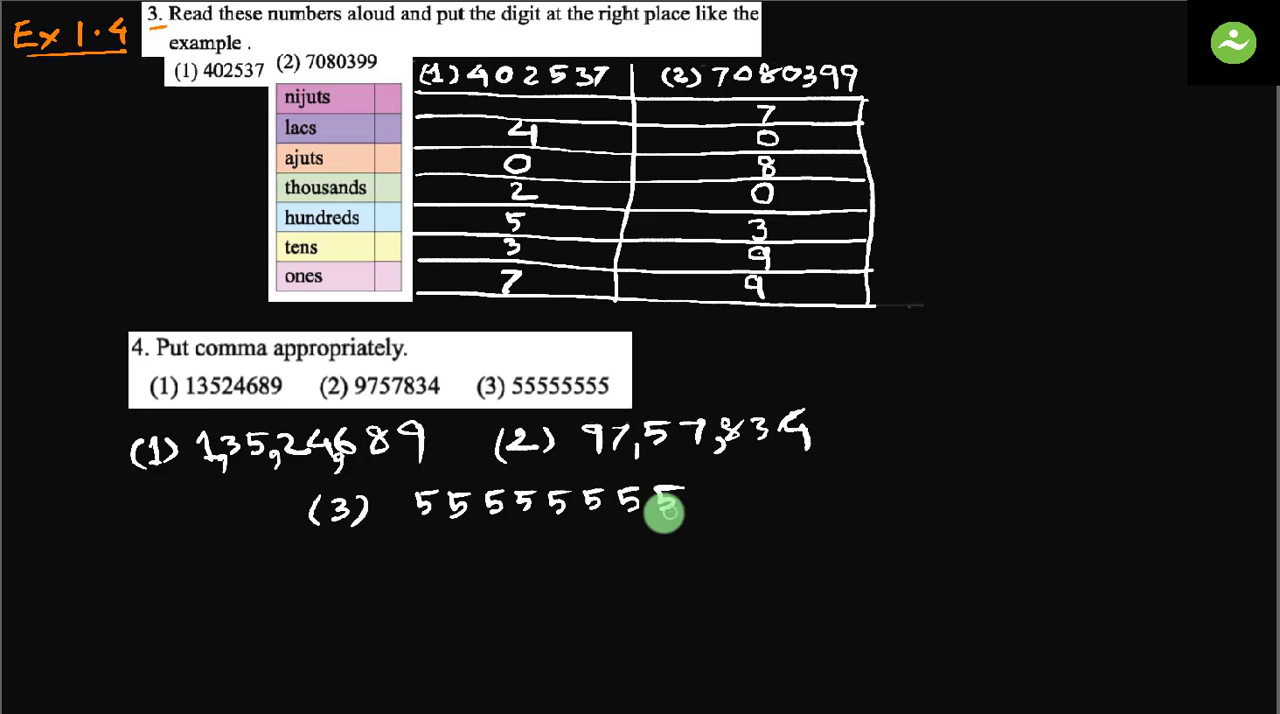 Ex 1.4
3. Read these numbers aloud and put the digit at the right place like the
example .
(1) 402537 (2) 7080399
(1) 402537 (2) 7080399
nijuts 7
lacs 4 0
ajuts 0 8
thousands 2 0
hundreds 5 3
tens 3 9
ones 7 9
4. Put comma appropriately.
(1) 13524689 (2) 9757834 (3) 55555555
(1) 1,35,24,689 (2) 97,57,834
(3) 55555555